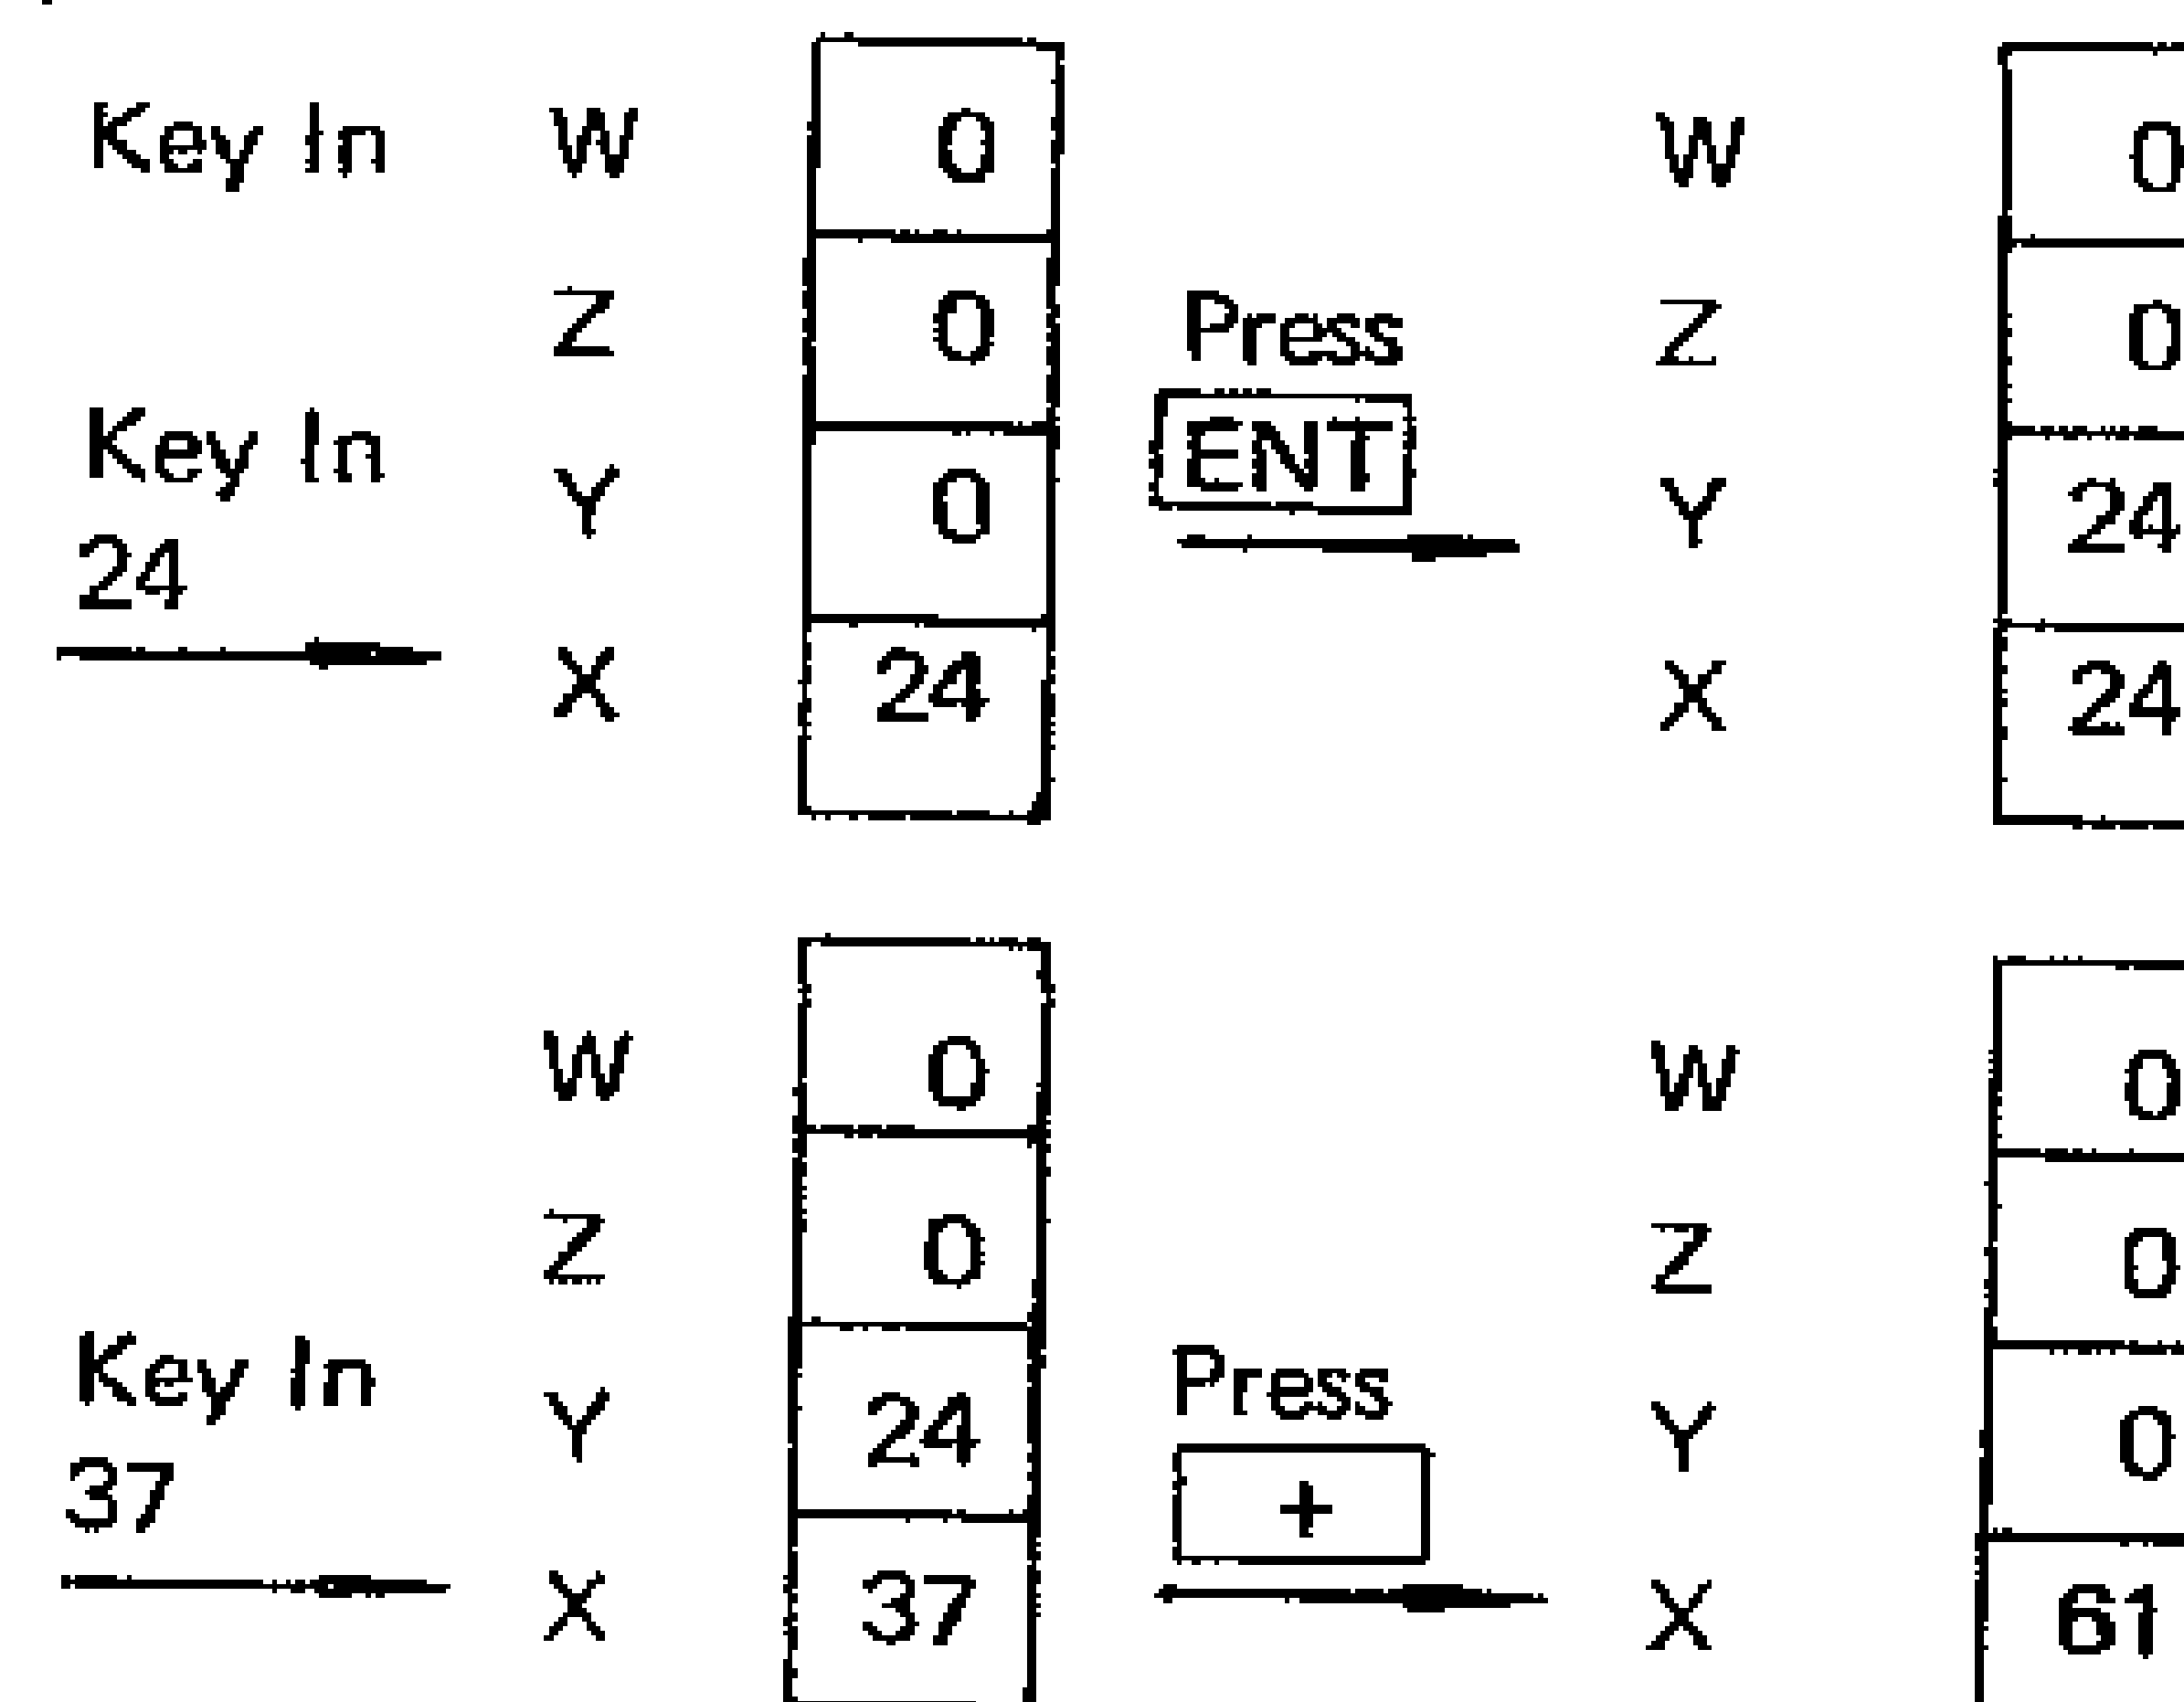 Key In W 0 W 0
Z 0 Press Z 0
Key In Y 0 ENT Y 24
24
X 24 X 24
W 0 W 0
Z 0 Z 0
Key In Y 24 Press Y 0
37 +
X 37 X 61